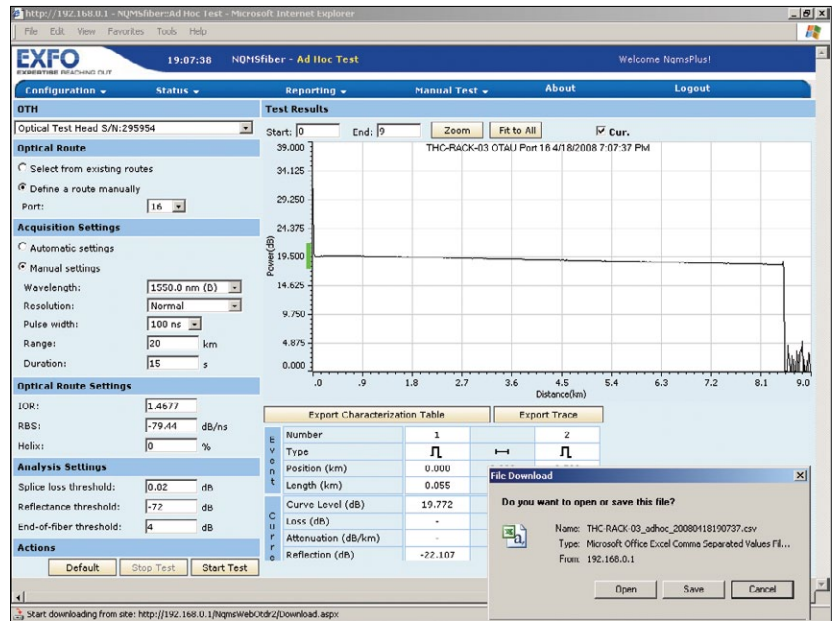 http://192.168.0.1 - NQMSfiber::Ad Hoc Test - Microsoft Internet Explorer
File Edit View Favorites Tools Help
EXFO
EXPERTISE REACHING OUT
19:07:38
NQMSfiber - Ad Hoc Test
Welcome NqmsPlus!
Configuration Status Reporting Manual Test About Logout
OTH
Optical Test Head S/N:295954
Optical Route
Select from existing routes
Define a route manually
Port: 16
Acquisition Settings
Automatic settings
Manual settings
Wavelength: 1550.0 nm (B)
Resolution: Normal
Pulse width: 100 ns
Range: 20 km
Duration: 15 s
Optical Route Settings
IOR: 1.4677
RBS: -79.44 dB/ns
Helix: 0 %
Analysis Settings
Splice loss threshold: 0.02 dB
Reflectance threshold: -72 dB
End-of-fiber threshold: 4 dB
Actions
Default Stop Test Start Test
Test Results
Start: 0 End: 9 Zoom Fit to All Cur.
THC-RACK-03 OTAU Port 16 4/18/2008 7:07:37 PM
Power(dB)
39.000
34.125
29.250
24.375
19.500
14.625
9.750
4.875
0.000
.0 .9 1.8 2.7 3.6 4.5 5.4 6.3 7.2 8.1 9.0
Distance(km)
Export Characterization Table Export Trace
Event
Number 1 2
Type
Position (km) 0.000
Length (km) 0.055
Curve Level (dB) 19.772
Loss (dB) -
Attenuation (dB/km) -
Reflection (dB) -22.107
File Download
Do you want to open or save this file?
Name: THC-RACK-03_adhoc_20080418190737.csv
Type: Microsoft Office Excel Comma Separated Values Fil...
From: 192.168.0.1
Open Save Cancel
Start downloading from site: http://192.168.0.1/NqmsWebOtdr2/Download.aspx